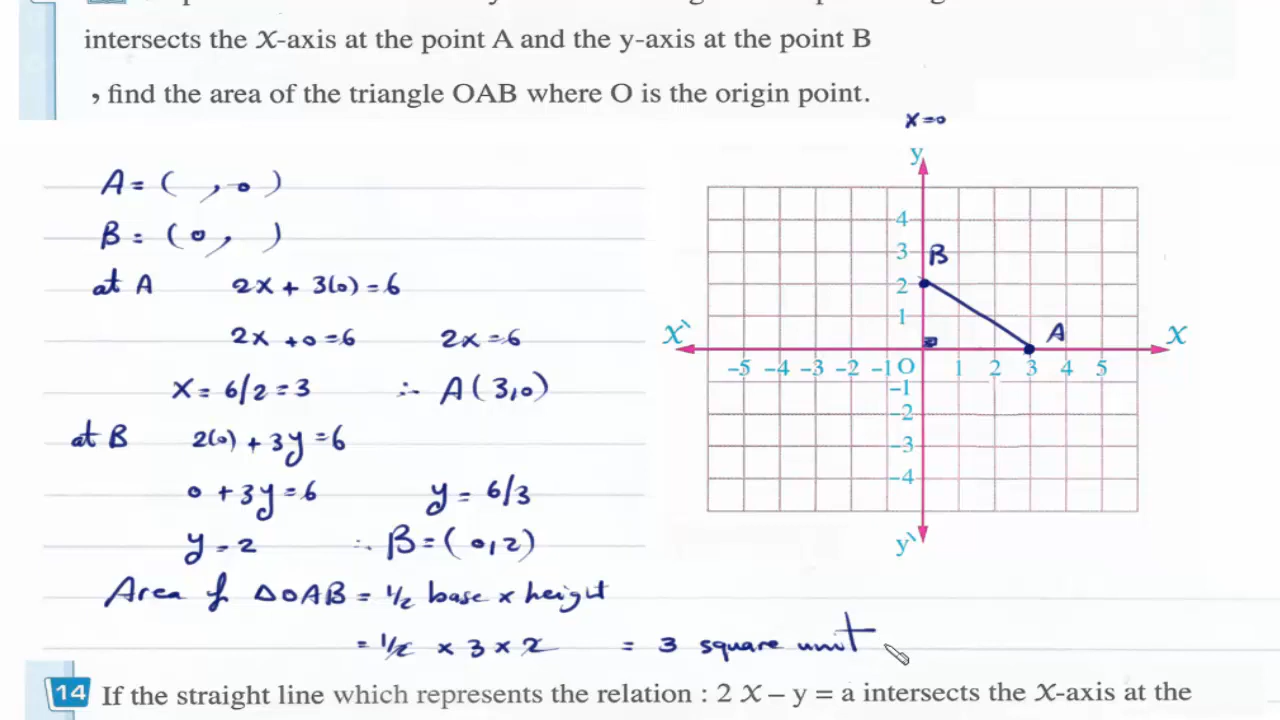 intersects the X-axis at the point A and the y-axis at the point B
, find the area of the triangle OAB where O is the origin point.
x=0
A= ( , 0 )
B= ( 0, )
at A 2x + 3(0) = 6
2x +0 =6 2x =6
x = 6/2 = 3 ∴ A ( 3,0)
at B 2(0) + 3y =6
0 +3y =6 y = 6/3
y = 2 ∴ B = ( 0,2)
Area of ΔOAB = 1/2 base x height
= 1/2 x 3 x 2 = 3 square unit
y
4
3 B
2
1
X` A X
-5 -4 -3 -2 -1 O 1 2 3 4 5
-1
-2
-3
-4
y`
14 If the straight line which represents the relation : 2 X – y = a intersects the X-axis at the